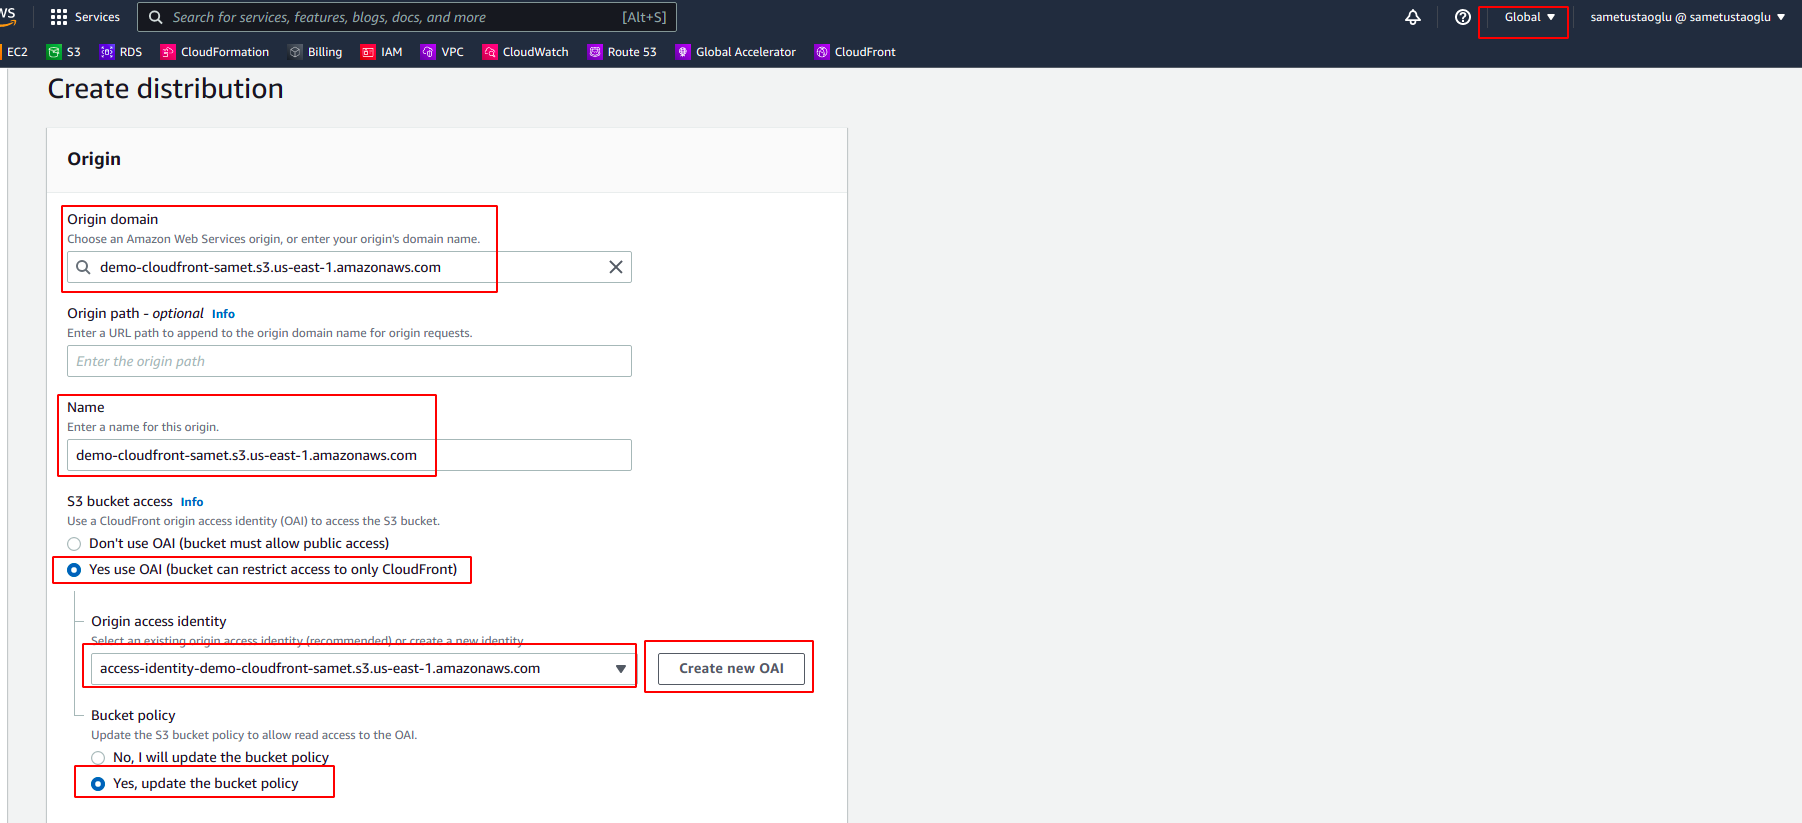 WS Services Search for services, features, blogs, docs, and more [Alt+S] Global sametustaoglu @ sametustaoglu
EC2 S3 RDS CloudFormation Billing IAM VPC CloudWatch Route 53 Global Accelerator CloudFront
Create distribution
Origin
Origin domain
Choose an Amazon Web Services origin, or enter your origin's domain name.
demo-cloudfront-samet.s3.us-east-1.amazonaws.com
Origin path - optional Info
Enter a URL path to append to the origin domain name for origin requests.
Enter the origin path
Name
Enter a name for this origin.
demo-cloudfront-samet.s3.us-east-1.amazonaws.com
S3 bucket access Info
Use a CloudFront origin access identity (OAI) to access the S3 bucket.
Don't use OAI (bucket must allow public access)
Yes use OAI (bucket can restrict access to only CloudFront)
Origin access identity
Select an existing origin access identity (recommended) or create a new identity.
access-identity-demo-cloudfront-samet.s3.us-east-1.amazonaws.com
Create new OAI
Bucket policy
Update the S3 bucket policy to allow read access to the OAI.
No, I will update the bucket policy
Yes, update the bucket policy